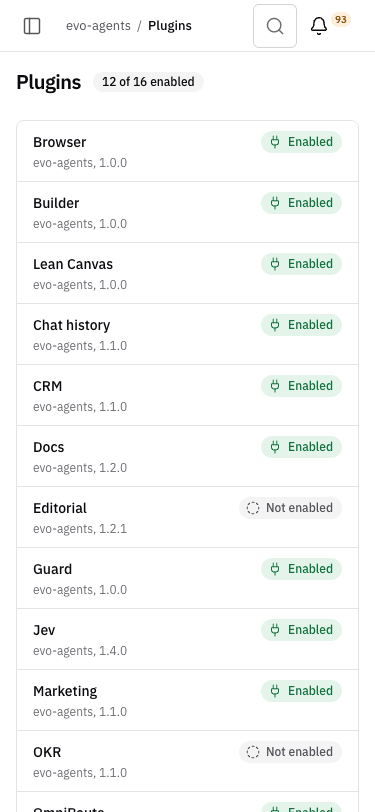 evo-agents / Plugins
93
Plugins
12 of 16 enabled
Browser
Enabled
evo-agents, 1.0.0
Builder
Enabled
evo-agents, 1.0.0
Lean Canvas
Enabled
evo-agents, 1.0.0
Chat history
Enabled
evo-agents, 1.1.0
CRM
Enabled
evo-agents, 1.1.0
Docs
Enabled
evo-agents, 1.2.0
Editorial
Not enabled
evo-agents, 1.2.1
Guard
Enabled
evo-agents, 1.0.0
Jev
Enabled
evo-agents, 1.4.0
Marketing
Enabled
evo-agents, 1.1.0
OKR
Not enabled
evo-agents, 1.1.0